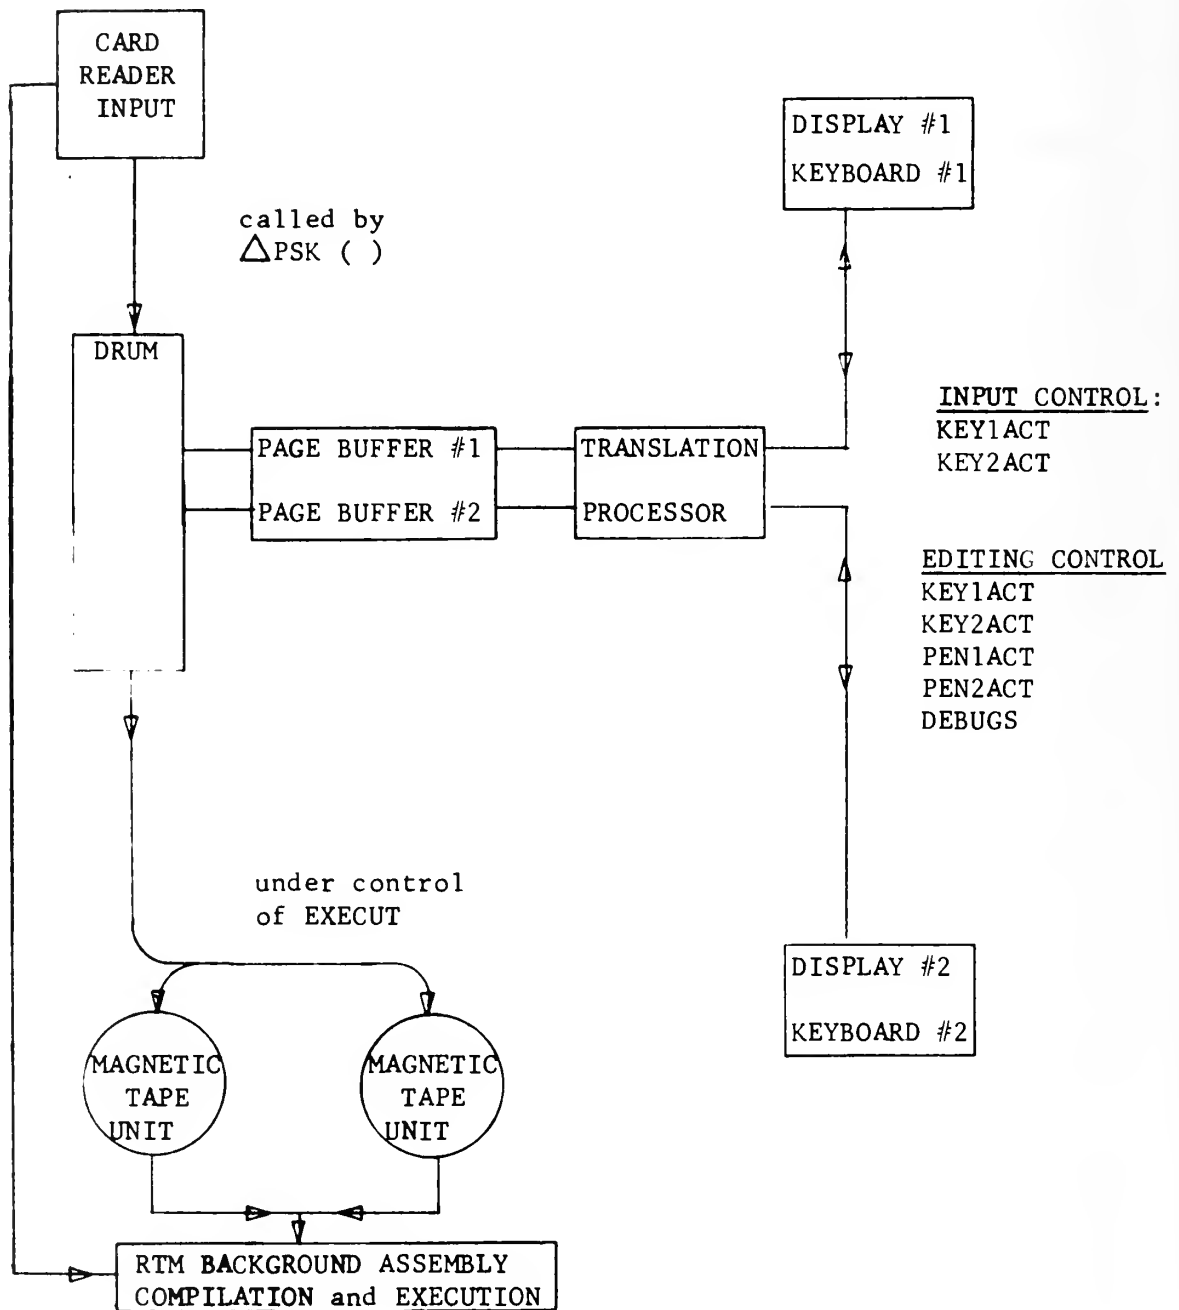 CARD
READER
INPUT
DISPLAY #1
KEYBOARD #1
called by
△PSK ( )
DRUM
INPUT CONTROL:
KEY1ACT
KEY2ACT
PAGE BUFFER #1
PAGE BUFFER #2
TRANSLATION
PROCESSOR
EDITING CONTROL
KEY1ACT
KEY2ACT
PEN1ACT
PEN2ACT
DEBUGS
under control
of EXECUT
DISPLAY #2
KEYBOARD #2
MAGNETIC
TAPE
UNIT
MAGNETIC
TAPE
UNIT
RTM BACKGROUND ASSEMBLY
COMPILATION and EXECUTION